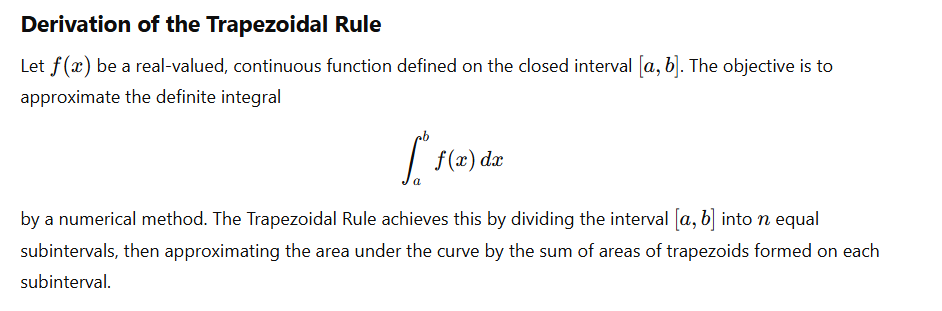 Derivation of the Trapezoidal Rule
Let f(x) be a real-valued, continuous function defined on the closed interval [a, b]. The objective is to
approximate the definite integral
∫_a^b f(x) dx
by a numerical method. The Trapezoidal Rule achieves this by dividing the interval [a, b] into n equal
subintervals, then approximating the area under the curve by the sum of areas of trapezoids formed on each
subinterval.